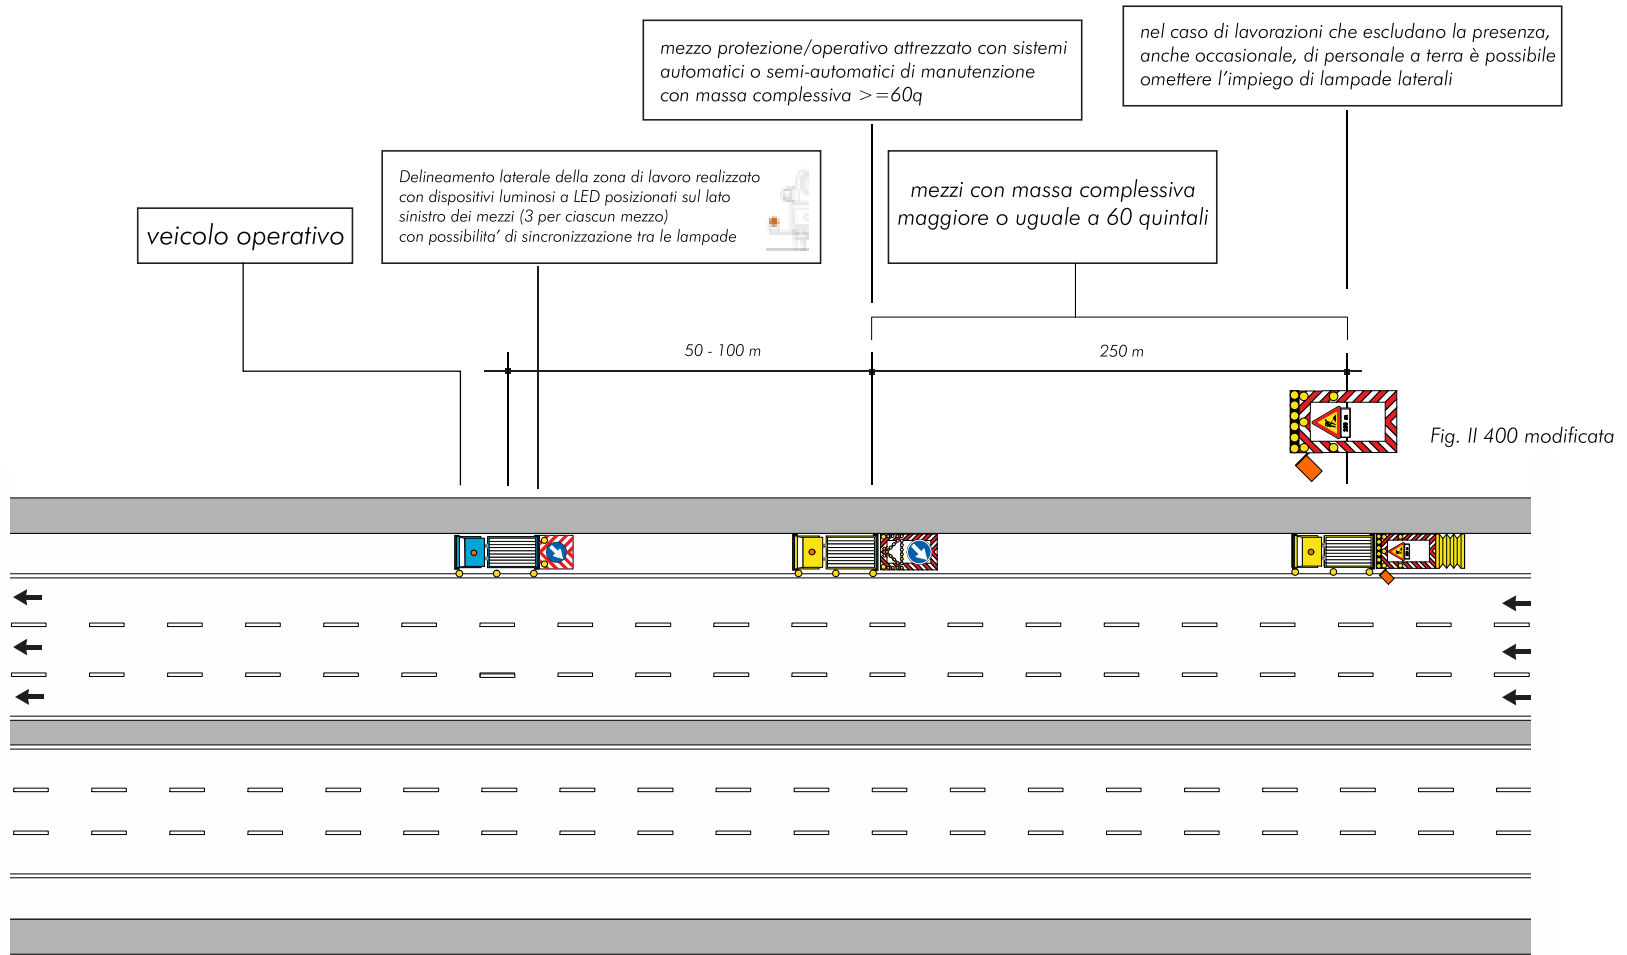 nel caso di lavorazioni che escludano la presenza,
anche occasionale, di personale a terra è possibile
omettere l'impiego di lampade laterali
mezzo protezione/operativo attrezzato con sistemi
automatici o semi-automatici di manutenzione
con massa complessiva >=60q
Delineamento laterale della zona di lavoro realizzato
con dispositivi luminosi a LED posizionati sul lato
sinistro dei mezzi (3 per ciascun mezzo)
con possibilita' di sincronizzazione tra le lampade
mezzi con massa complessiva
maggiore o uguale a 60 quintali
veicolo operativo
50 - 100 m
250 m
Fig. II 400 modificata